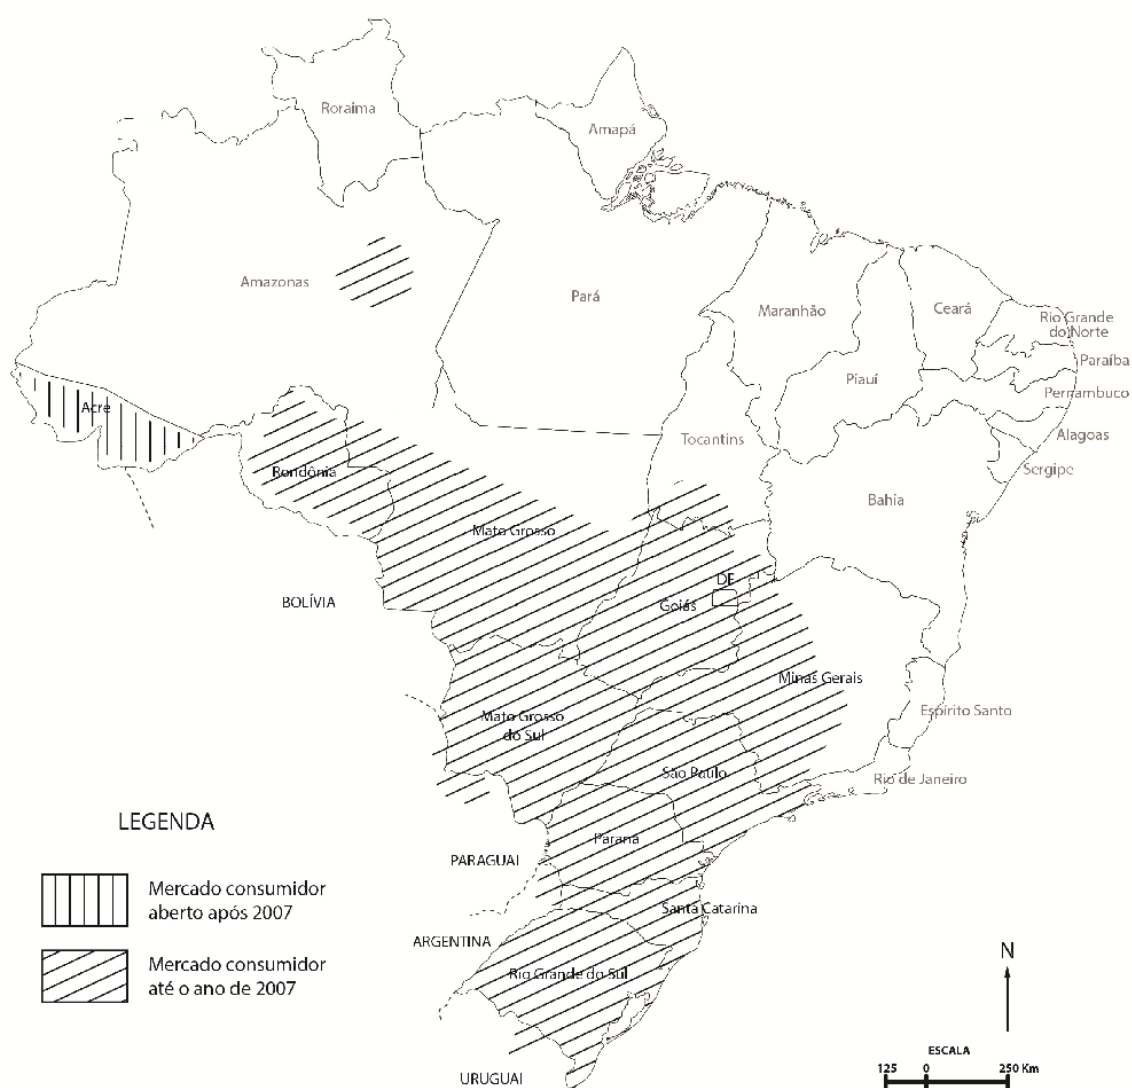 Roraima
Amapá
Amazonas
Pará
Maranhão
Ceará
Rio Grande
do Norte
Paraíba
Piauí
Pernambuco
Acre
Tocantins
Alagoas
Rondônia
Sergipe
Bahia
Mato Grosso
DF
BOLÍVIA
Goiás
Minas Gerais
Espírito Santo
Mato Grosso
do Sul
São Paulo
Rio de Janeiro
LEGENDA
Paraná
PARAGUAI
Mercado consumidor
aberto após 2007
Santa Catarina
ARGENTINA
N
Mercado consumidor
até o ano de 2007
Rio Grande do Sul
ESCALA
125 0 250 Km
URUGUAI